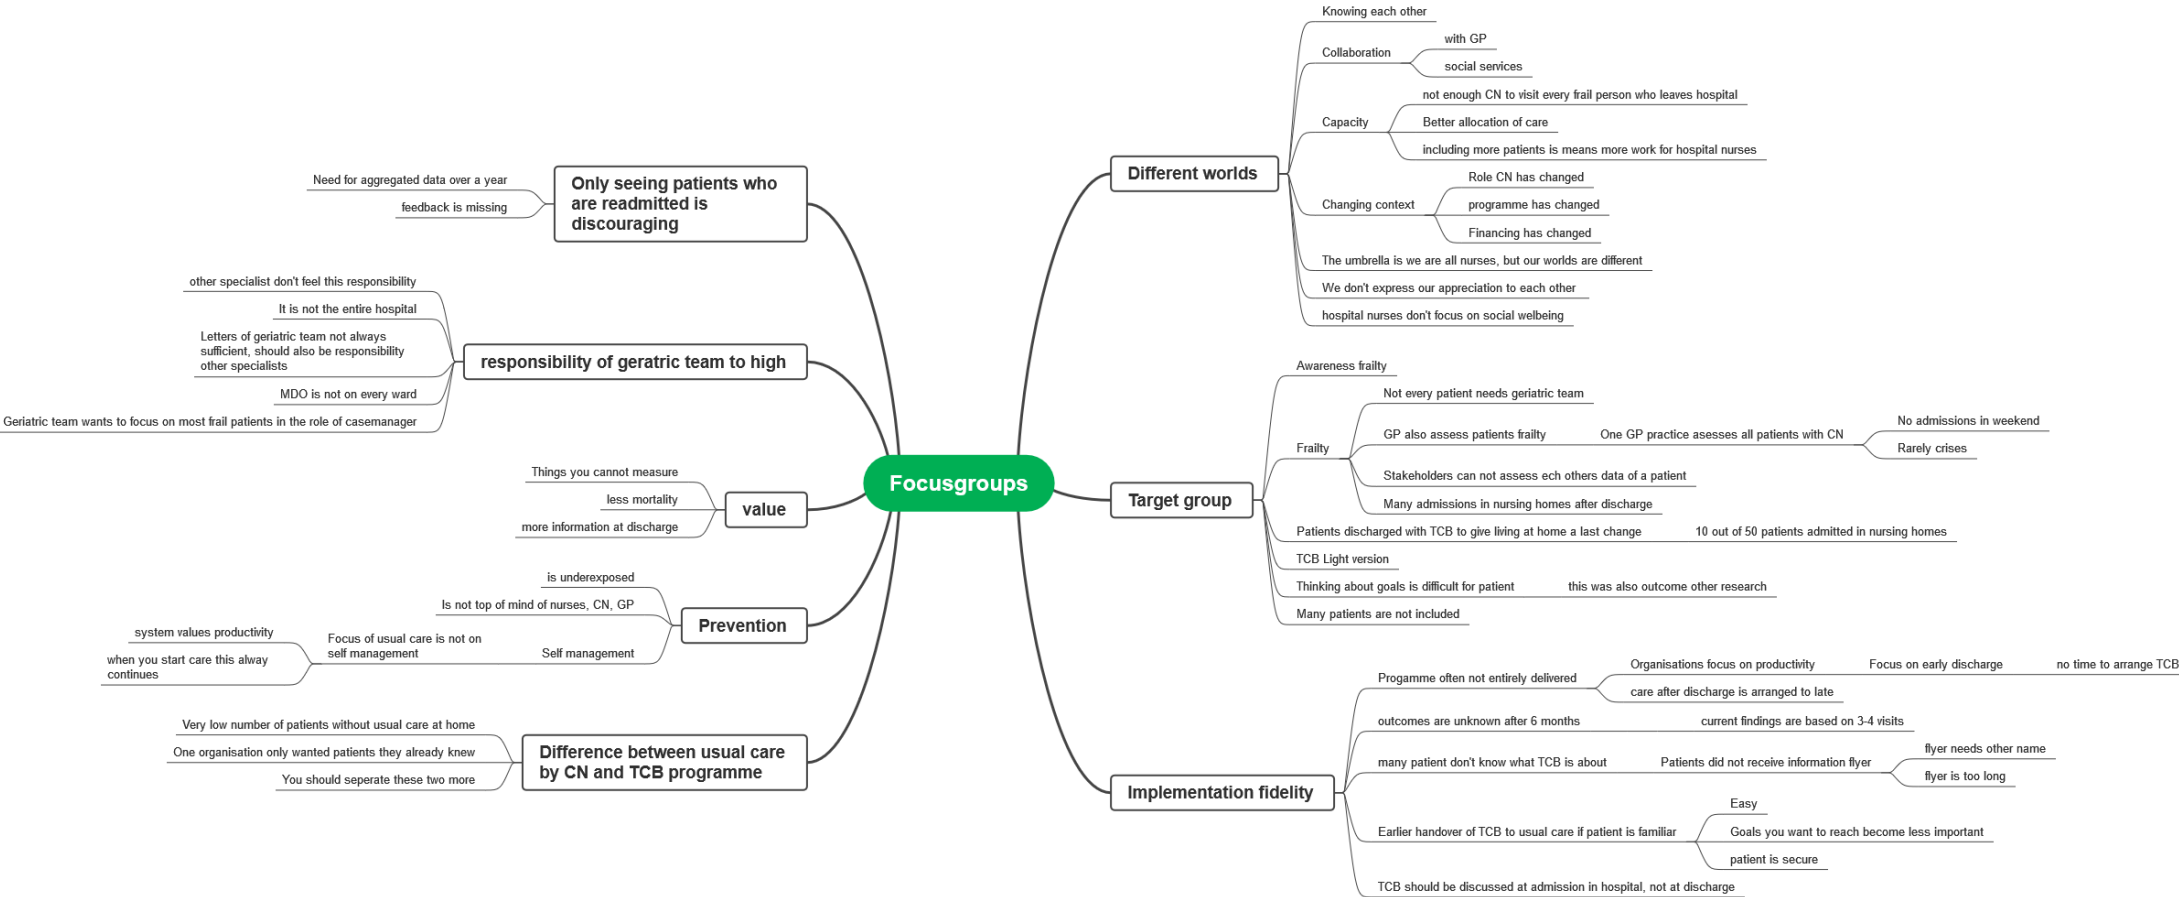 Focusgroups
Different worlds
Knowing each other
Collaboration
with GP
social services
Capacity
not enough CN to visit every frail person who leaves hospital
Better allocation of care
including more patients is means more work for hospital nurses
Changing context
Role CN has changed
programme has changed
Financing has changed
The umbrella is we are all nurses, but our worlds are different
We don't express our appreciation to each other
hospital nurses don't focus on social welbeing
Target group
Awareness frailty
Frailty
Not every patient needs geriatric team
GP also assess patients frailty
One GP practice asesses all patients with CN
No admissions in weekend
Rarely crises
Stakeholders can not assess ech others data of a patient
Many admissions in nursing homes after discharge
Patients discharged with TCB to give living at home a last change
10 out of 50 patients admitted in nursing homes
TCB Light version
Thinking about goals is difficult for patient
this was also outcome other research
Many patients are not included
Implementation fidelity
Progamme often not entirely delivered
Organisations focus on productivity
Focus on early discharge
no time to arrange TCB
care after discharge is arranged to late
outcomes are unknown after 6 months
current findings are based on 3-4 visits
many patient don't know what TCB is about
Patients did not receive information flyer
flyer needs other name
flyer is too long
Earlier handover of TCB to usual care if patient is familiar
Easy
Goals you want to reach become less important
patient is secure
TCB should be discussed at admission in hospital, not at discharge
Only seeing patients who
are readmitted is
discouraging
Need for aggregated data over a year
feedback is missing
responsibility of geratric team to high
other specialist don't feel this responsibility
It is not the entire hospital
Letters of geriatric team not always
sufficient, should also be responsibility
other specialists
MDO is not on every ward
Geriatric team wants to focus on most frail patients in the role of casemanager
value
Things you cannot measure
less mortality
more information at discharge
Prevention
is underexposed
Is not top of mind of nurses, CN, GP
Self management
Focus of usual care is not on
self management
system values productivity
when you start care this alway
continues
Difference between usual care
by CN and TCB programme
Very low number of patients without usual care at home
One organisation only wanted patients they already knew
You should seperate these two more